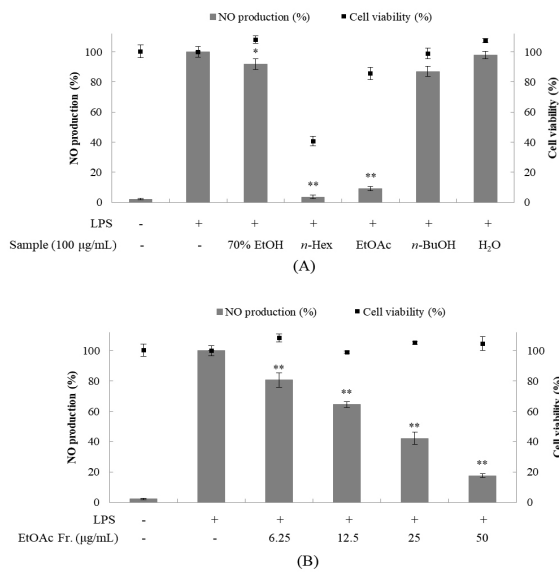 NO production (%) Cell viability (%)
NO production (%)
Cell viability (%)
100 100
80 80
60 60
40 40
20 20
0 0
* ** **
LPS - + + + + + +
Sample (100 μg/mL) - - 70% EtOH n-Hex EtOAc n-BuOH H₂O
(A)
NO production (%) Cell viability (%)
NO production (%)
Cell viability (%)
100 100
80 80
60 60
40 40
20 20
0 0
** ** ** **
LPS - + + + + +
EtOAc Fr. (μg/mL) - - 6.25 12.5 25 50
(B)